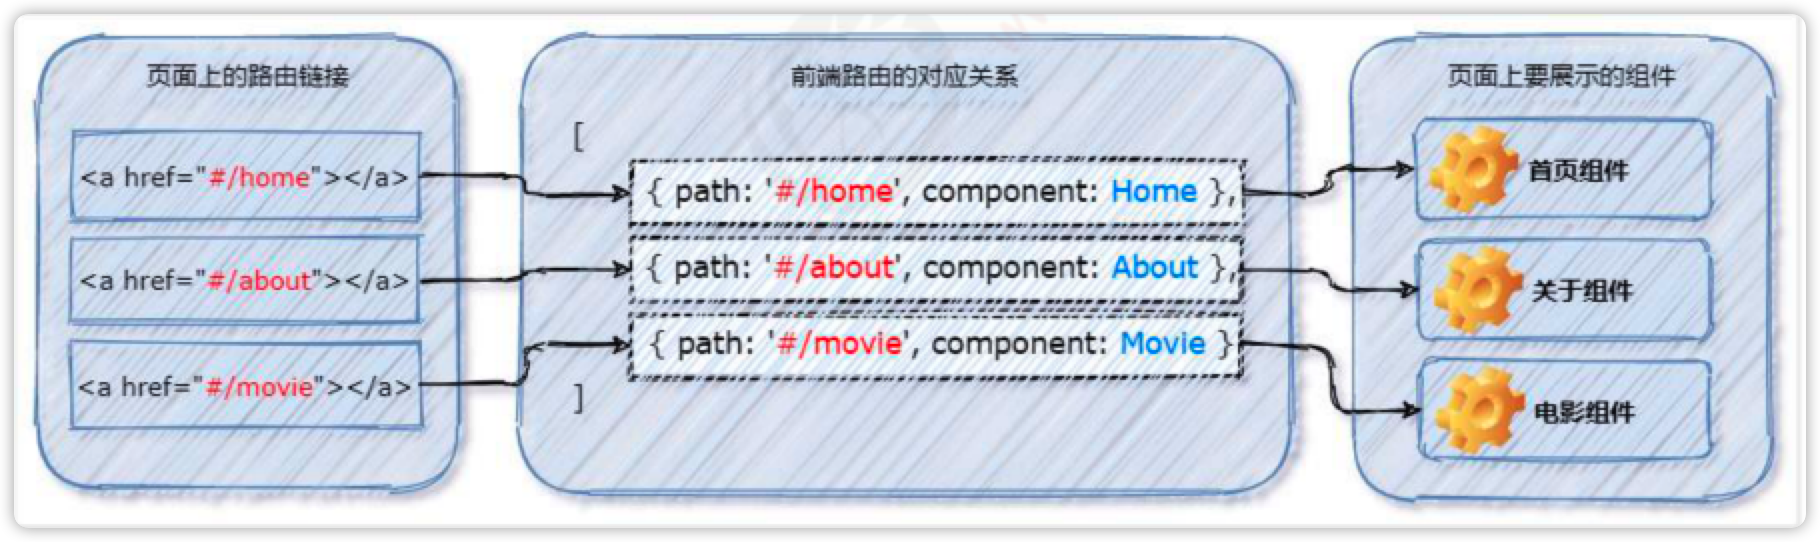 页面上的路由链接
<a href="#/home"></a>
<a href="#/about"></a>
<a href="#/movie"></a>
前端路由的对应关系
[
{ path: '#/home', component: Home },
{ path: '#/about', component: About },
{ path: '#/movie', component: Movie }
]
页面上要展示的组件
首页组件
关于组件
电影组件